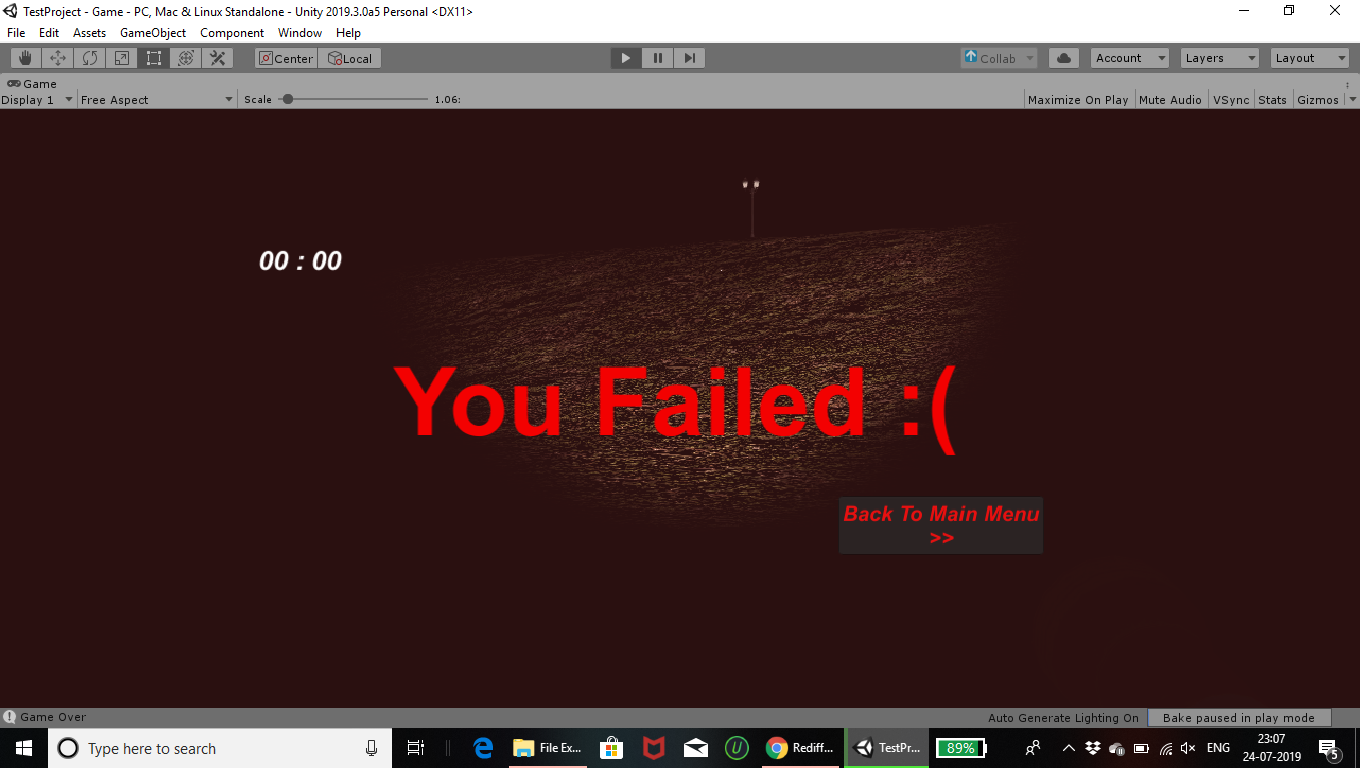 TestProject - Game - PC, Mac & Linux Standalone - Unity 2019.3.0a5 Personal <DX11>
File Edit Assets GameObject Component Window Help
Center Local Collab Account Layers Layout
Game
Display 1 Free Aspect Scale 1.06: Maximize On Play Mute Audio VSync Stats Gizmos
00 : 00
You Failed :(
Back To Main Menu
>>
Game Over Auto Generate Lighting On Bake paused in play mode
Type here to search File Ex... Rediff... TestPr... 89% ENG 23:07
24-07-2019 5